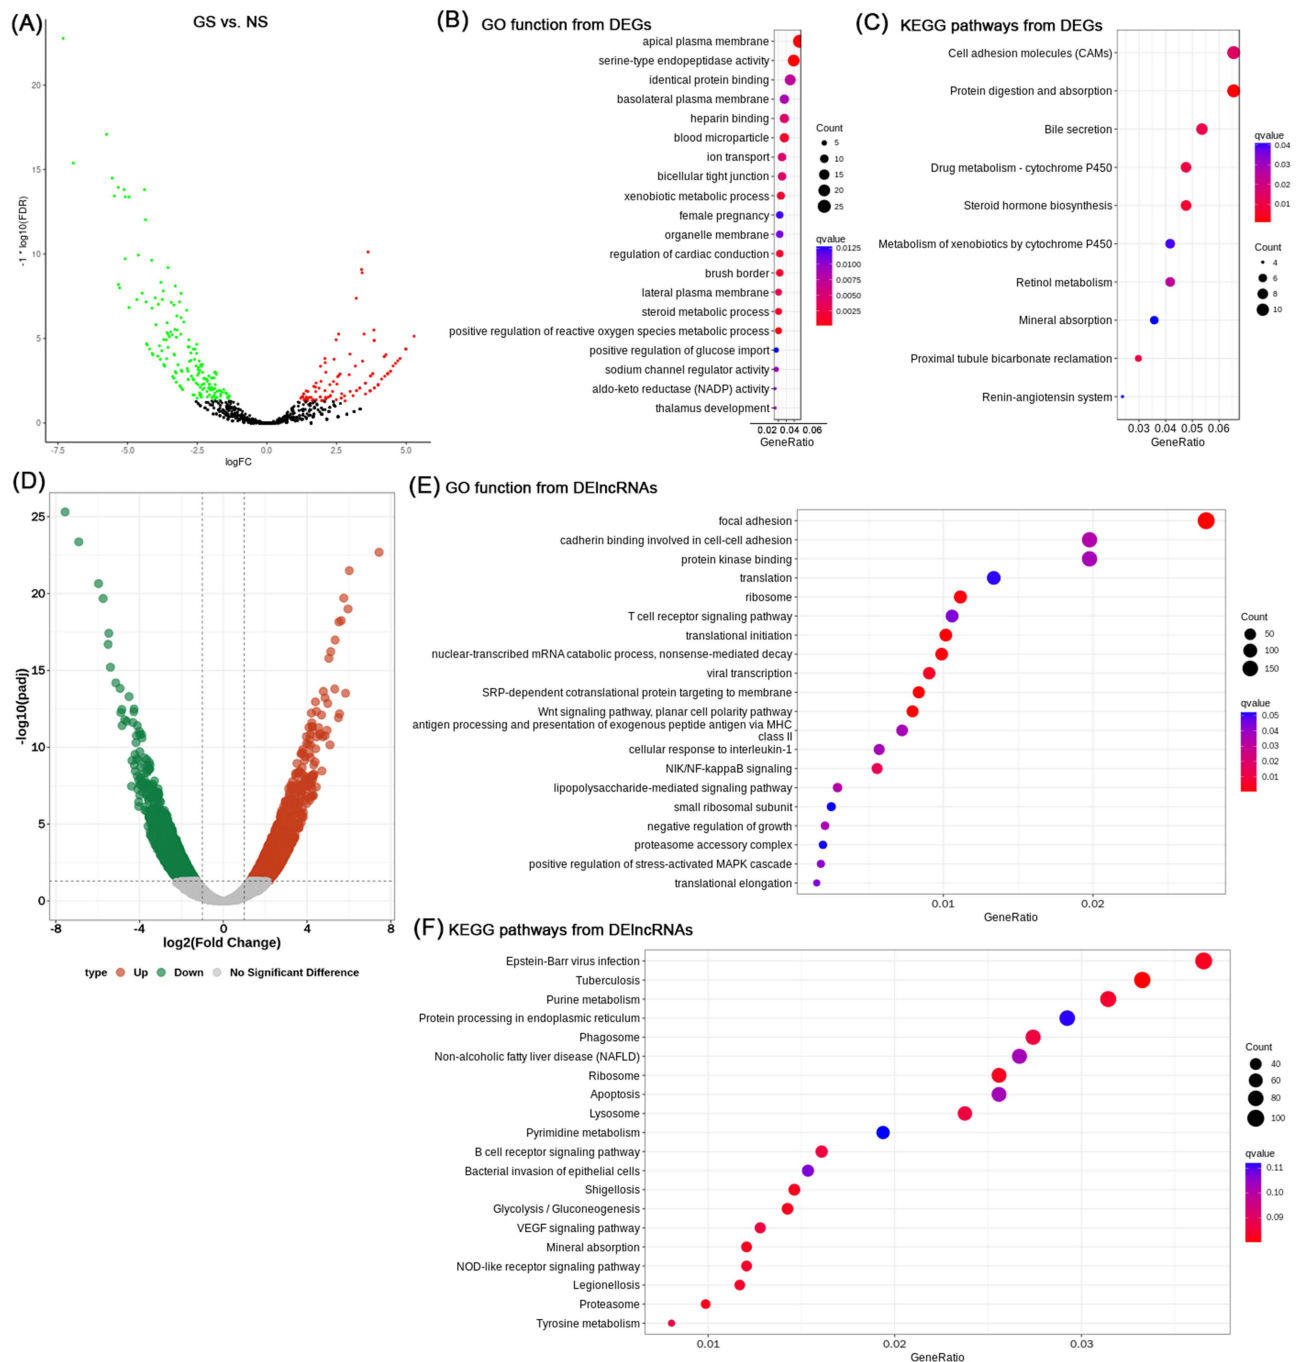 (A)
GS vs. NS
-1 * log10(FDR)
20
15
10
5
0
-7.5
-5.0
-2.5
0.0
2.5
5.0
logFC
(B)
GO function from DEGs
apical plasma membrane
serine-type endopeptidase activity
identical protein binding
basolateral plasma membrane
heparin binding
blood microparticle
ion transport
bicellular tight junction
xenobiotic metabolic process
female pregnancy
organelle membrane
regulation of cardiac conduction
brush border
lateral plasma membrane
steroid metabolic process
positive regulation of reactive oxygen species metabolic process
positive regulation of glucose import
sodium channel regulator activity
aldo-keto reductase (NADP) activity
thalamus development
0.02 0.04 0.06
GeneRatio
Count
5
10
15
20
25
qvalue
0.0125
0.0100
0.0075
0.0050
0.0025
(C)
KEGG pathways from DEGs
Cell adhesion molecules (CAMs)
Protein digestion and absorption
Bile secretion
Drug metabolism - cytochrome P450
Steroid hormone biosynthesis
Metabolism of xenobiotics by cytochrome P450
Retinol metabolism
Mineral absorption
Proximal tubule bicarbonate reclamation
Renin-angiotensin system
0.03 0.04 0.05 0.06
GeneRatio
qvalue
0.04
0.03
0.02
0.01
Count
4
6
8
10
(D)
-log10(padj)
25
20
15
10
5
0
-8
-4
0
4
8
log2(Fold Change)
type Up Down No Significant Difference
(E)
GO function from DElncRNAs
focal adhesion
cadherin binding involved in cell-cell adhesion
protein kinase binding
translation
ribosome
T cell receptor signaling pathway
translational initiation
nuclear-transcribed mRNA catabolic process, nonsense-mediated decay
viral transcription
SRP-dependent cotranslational protein targeting to membrane
Wnt signaling pathway, planar cell polarity pathway
antigen processing and presentation of exogenous peptide antigen via MHC
class II
cellular response to interleukin-1
NIK/NF-kappaB signaling
lipopolysaccharide-mediated signaling pathway
small ribosomal subunit
negative regulation of growth
proteasome accessory complex
positive regulation of stress-activated MAPK cascade
translational elongation
0.01
0.02
GeneRatio
Count
50
100
150
qvalue
0.05
0.04
0.03
0.02
0.01
(F)
KEGG pathways from DElncRNAs
Epstein-Barr virus infection
Tuberculosis
Purine metabolism
Protein processing in endoplasmic reticulum
Phagosome
Non-alcoholic fatty liver disease (NAFLD)
Ribosome
Apoptosis
Lysosome
Pyrimidine metabolism
B cell receptor signaling pathway
Bacterial invasion of epithelial cells
Shigellosis
Glycolysis / Gluconeogenesis
VEGF signaling pathway
Mineral absorption
NOD-like receptor signaling pathway
Legionellosis
Proteasome
Tyrosine metabolism
0.01
0.02
0.03
GeneRatio
Count
40
60
80
100
qvalue
0.11
0.10
0.09